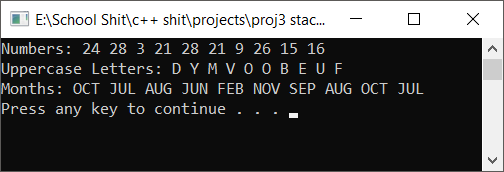 E:\School Shit\c++ shit\projects\proj3 stac...
Numbers: 24 28 3 21 28 21 9 26 15 16
Uppercase Letters: D Y M V O O B E U F
Months: OCT JUL AUG JUN FEB NOV SEP AUG OCT JUL
Press any key to continue . . .